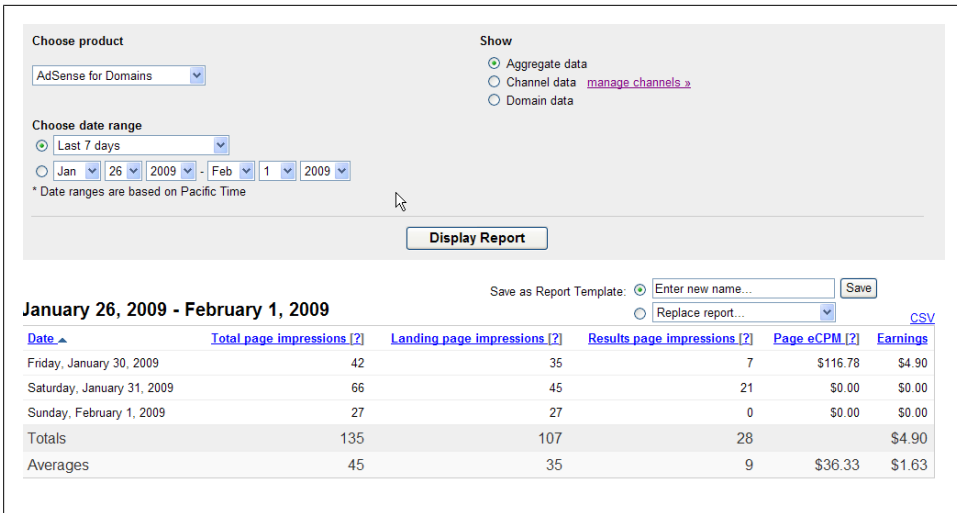 Choose product
AdSense for Domains
Show
Aggregate data
Channel data manage channels »
Domain data
Choose date range
Last 7 days
Jan 26 2009 - Feb 1 2009
* Date ranges are based on Pacific Time
Display Report
Save as Report Template: Enter new name... Save
Replace report...
January 26, 2009 - February 1, 2009
CSV
Date Total page impressions [?] Landing page impressions [?] Results page impressions [?] Page eCPM [?] Earnings
Friday, January 30, 2009 42 35 7 $116.78 $4.90
Saturday, January 31, 2009 66 45 21 $0.00 $0.00
Sunday, February 1, 2009 27 27 0 $0.00 $0.00
Totals 135 107 28 $4.90
Averages 45 35 9 $36.33 $1.63